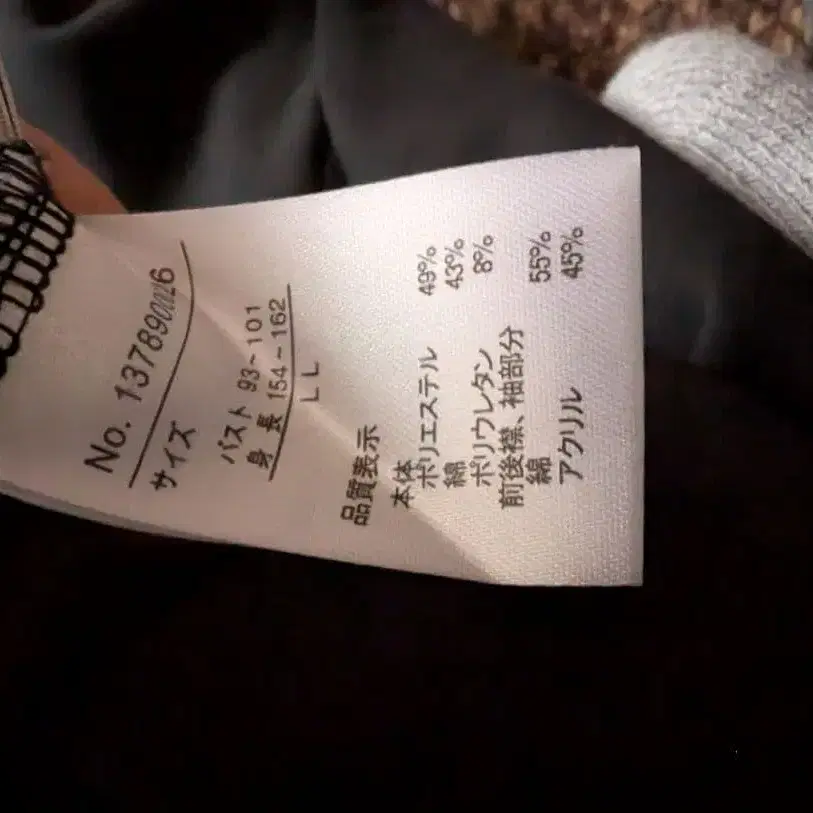 No. 137890026
サイズ
バスト 93~101
身 長 154~162
LL
品質表示
本体
ポリエステル 49%
綿 43%
ポリウレタン 8%
前後襟、袖部分
綿 55%
アクリル 45%